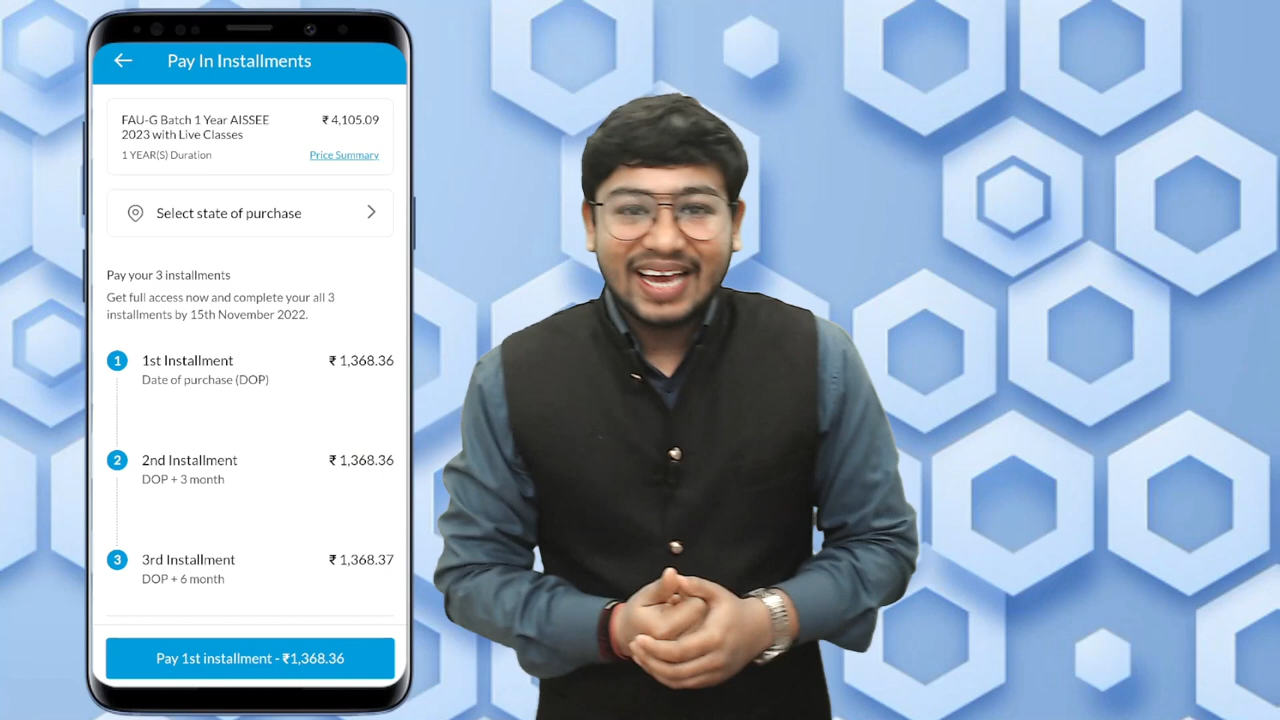 Pay In Installments
FAU-G Batch 1 Year AISSEE ₹ 4,105.09
2023 with Live Classes
1 YEAR(S) Duration Price Summary
Select state of purchase
Pay your 3 installments
Get full access now and complete your all 3
installments by 15th November 2022.
1 1st Installment ₹ 1,368.36
Date of purchase (DOP)
2 2nd Installment ₹ 1,368.36
DOP + 3 month
3 3rd Installment ₹ 1,368.37
DOP + 6 month
Pay 1st installment - ₹1,368.36